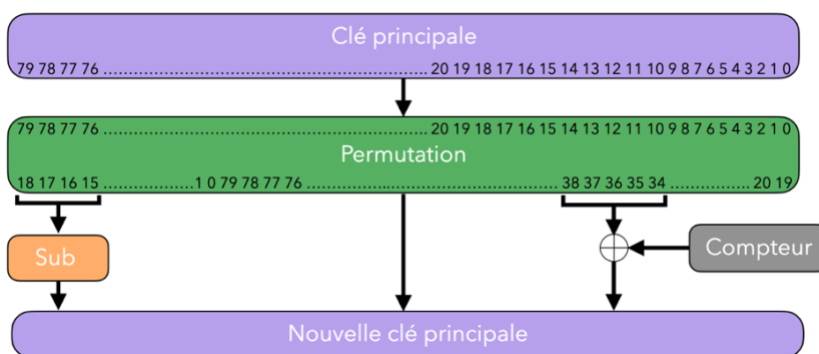 Clé principale
79 78 77 76 ................................................................ 20 19 18 17 16 15 14 13 12 11 10 9 8 7 6 5 4 3 2 1 0
79 78 77 76 ................................................................ 20 19 18 17 16 15 14 13 12 11 10 9 8 7 6 5 4 3 2 1 0
Permutation
18 17 16 15 .................. 1 0 79 78 77 76 .................................................. 38 37 36 35 34 ................ 20 19
Sub
Compteur
Nouvelle clé principale